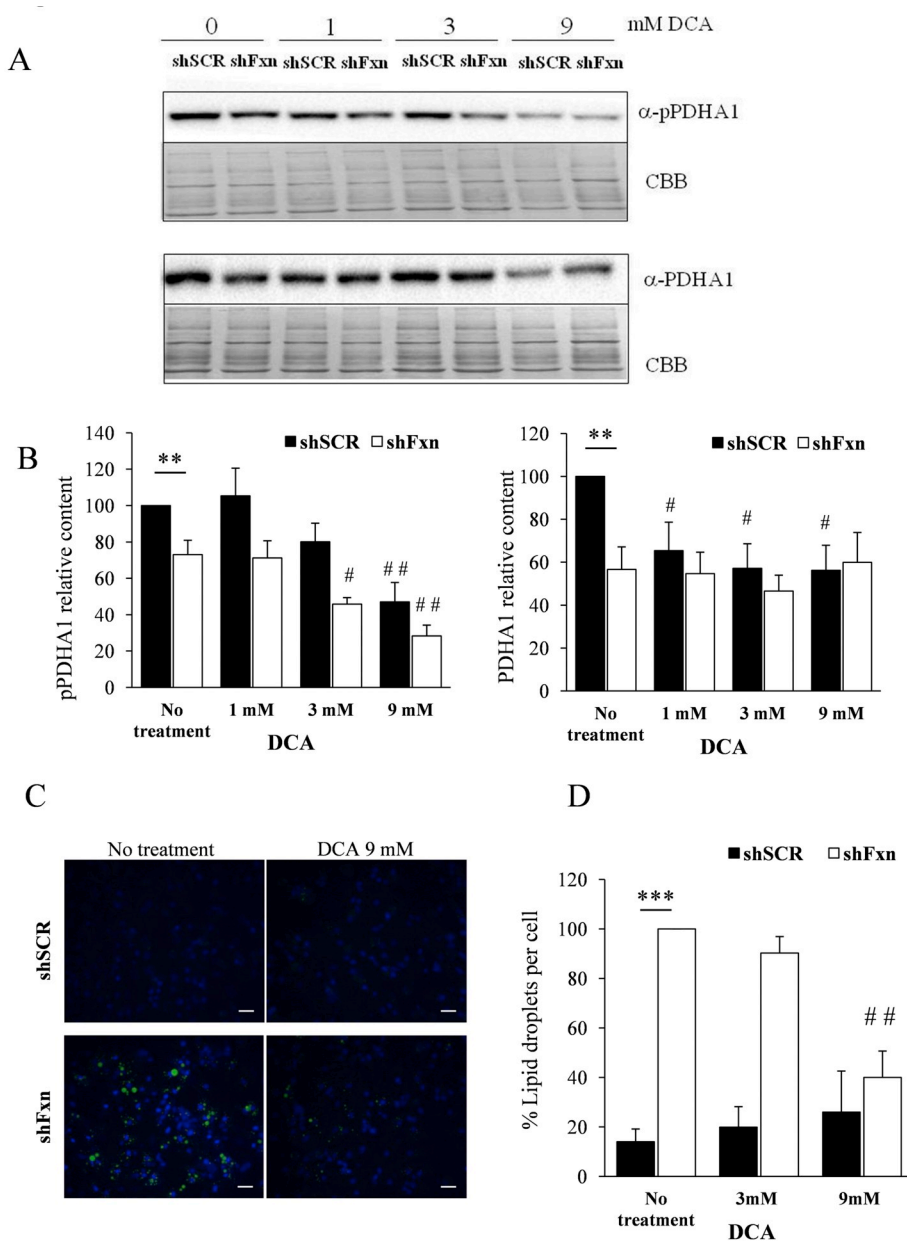 0 1 3 9 mM DCA
A
shSCR shFxn shSCR shFxn shSCR shFxn shSCR shFxn
α-pPDHA1
CBB
α-PDHA1
CBB
B
pPDHA1 relative content
140
120
100
80
60
40
20
0
shSCR shFxn
**
#
# #
# #
No treatment
1 mM
3 mM
9 mM
DCA
PDHA1 relative content
120
100
80
60
40
20
0
shSCR shFxn
**
#
#
#
No treatment
1 mM
3 mM
9 mM
DCA
C
No treatment
DCA 9 mM
shSCR
shFxn
D
shSCR shFxn
% Lipid droplets per cell
120
100
80
60
40
20
0
***
# #
No treatment
3mM
9mM
DCA